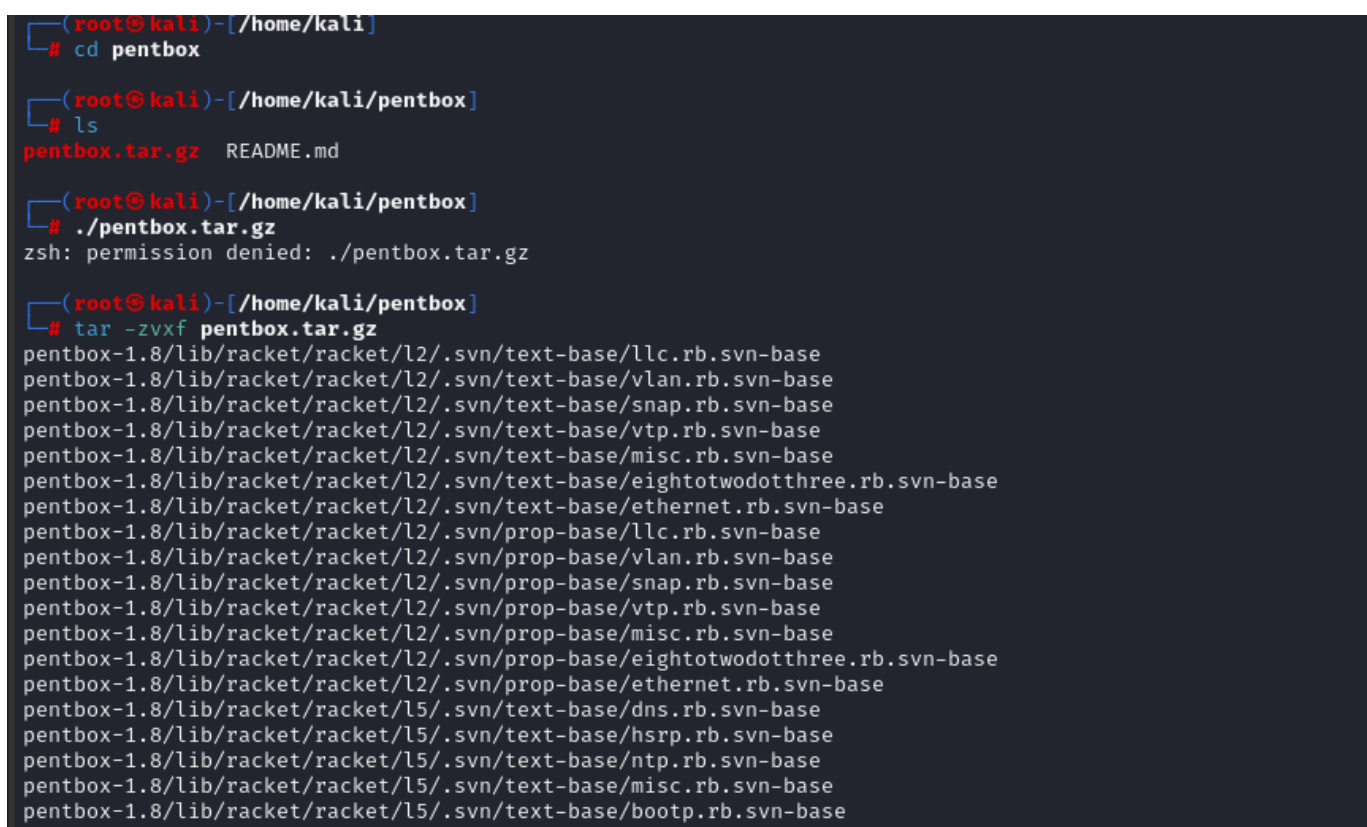 ┌──(root㉿kali)-[/home/kali]
└─# cd pentbox
┌──(root㉿kali)-[/home/kali/pentbox]
└─# ls
pentbox.tar.gz  README.md
┌──(root㉿kali)-[/home/kali/pentbox]
└─# ./pentbox.tar.gz
zsh: permission denied: ./pentbox.tar.gz
┌──(root㉿kali)-[/home/kali/pentbox]
└─# tar -zvxf pentbox.tar.gz
pentbox-1.8/lib/racket/racket/l2/.svn/text-base/llc.rb.svn-base
pentbox-1.8/lib/racket/racket/l2/.svn/text-base/vlan.rb.svn-base
pentbox-1.8/lib/racket/racket/l2/.svn/text-base/snap.rb.svn-base
pentbox-1.8/lib/racket/racket/l2/.svn/text-base/vtp.rb.svn-base
pentbox-1.8/lib/racket/racket/l2/.svn/text-base/misc.rb.svn-base
pentbox-1.8/lib/racket/racket/l2/.svn/text-base/eightotwodotthree.rb.svn-base
pentbox-1.8/lib/racket/racket/l2/.svn/text-base/ethernet.rb.svn-base
pentbox-1.8/lib/racket/racket/l2/.svn/prop-base/llc.rb.svn-base
pentbox-1.8/lib/racket/racket/l2/.svn/prop-base/vlan.rb.svn-base
pentbox-1.8/lib/racket/racket/l2/.svn/prop-base/snap.rb.svn-base
pentbox-1.8/lib/racket/racket/l2/.svn/prop-base/vtp.rb.svn-base
pentbox-1.8/lib/racket/racket/l2/.svn/prop-base/misc.rb.svn-base
pentbox-1.8/lib/racket/racket/l2/.svn/prop-base/eightotwodotthree.rb.svn-base
pentbox-1.8/lib/racket/racket/l2/.svn/prop-base/ethernet.rb.svn-base
pentbox-1.8/lib/racket/racket/l5/.svn/text-base/dns.rb.svn-base
pentbox-1.8/lib/racket/racket/l5/.svn/text-base/hsrp.rb.svn-base
pentbox-1.8/lib/racket/racket/l5/.svn/text-base/ntp.rb.svn-base
pentbox-1.8/lib/racket/racket/l5/.svn/text-base/misc.rb.svn-base
pentbox-1.8/lib/racket/racket/l5/.svn/text-base/bootp.rb.svn-base